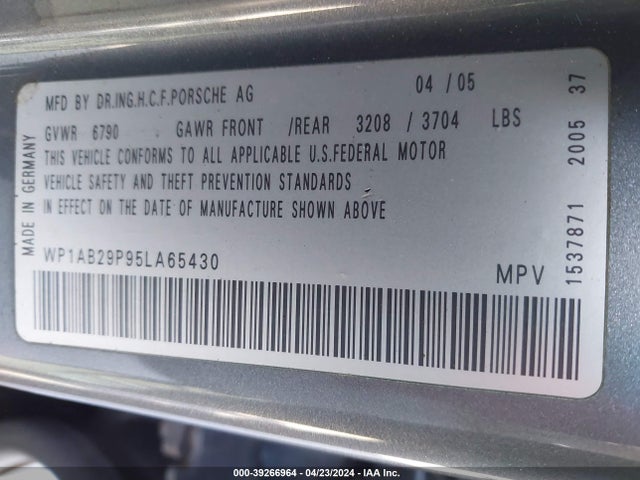 MFD BY DR.ING.H.C.F.PORSCHE AG 04 / 05
GVWR 6790 GAWR FRONT /REAR 3208 / 3704 LBS
THIS VEHICLE CONFORMS TO ALL APPLICABLE U.S.FEDERAL MOTOR
VEHICLE SAFETY AND THEFT PREVENTION STANDARDS
IN EFFECT ON THE DATE OF MANUFACTURE SHOWN ABOVE
WP1AB29P95LA65430
MPV
MADE IN GERMANY
1537871 2005 37
000-39266964 / 04/23/2024 / IAA Inc.